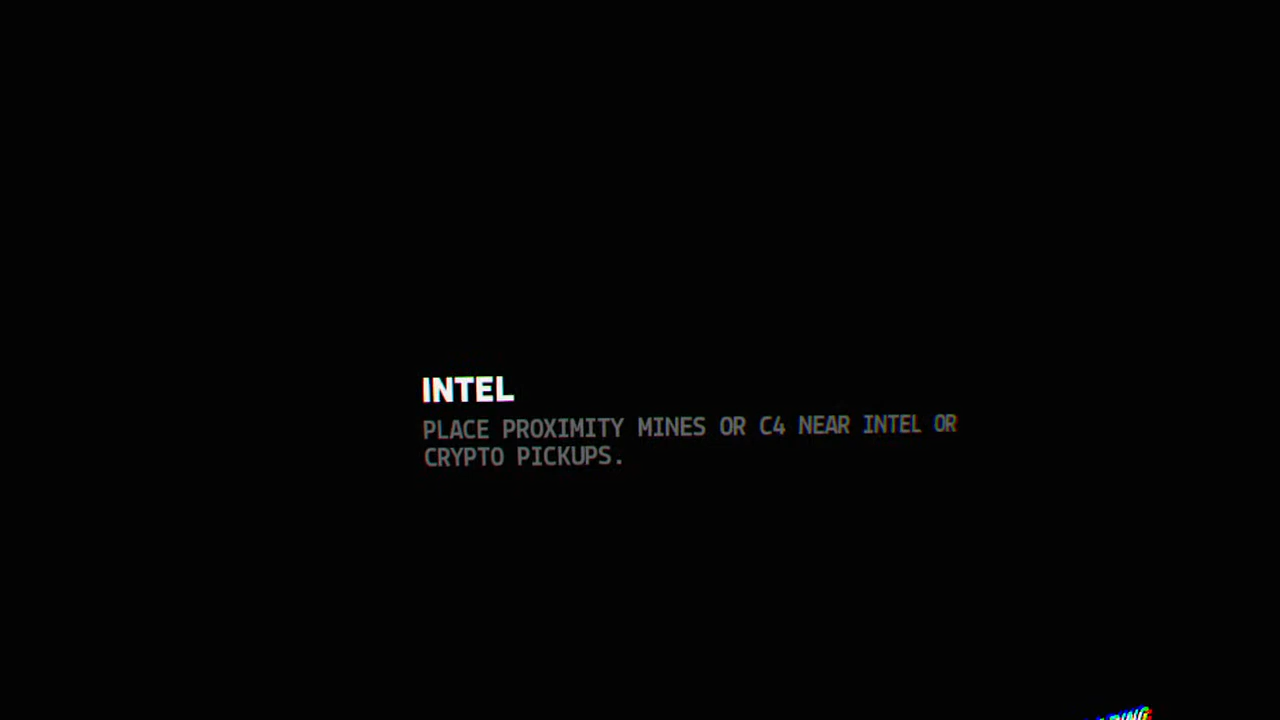 INTEL
PLACE PROXIMITY MINES OR C4 NEAR INTEL OR
CRYPTO PICKUPS.